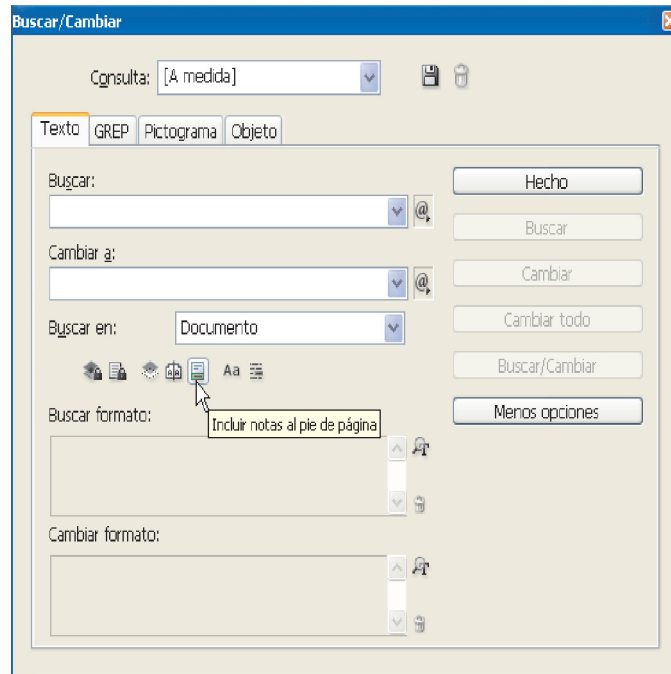 Buscar/Cambiar
Consulta: [A medida]
Texto GREP Pictograma Objeto
Buscar:
Hecho
Buscar
Cambiar a:
Cambiar
Buscar en: Documento
Cambiar todo
Aa
Buscar/Cambiar
Incluir notas al pie de página
Buscar formato:
Menos opciones
Cambiar formato: